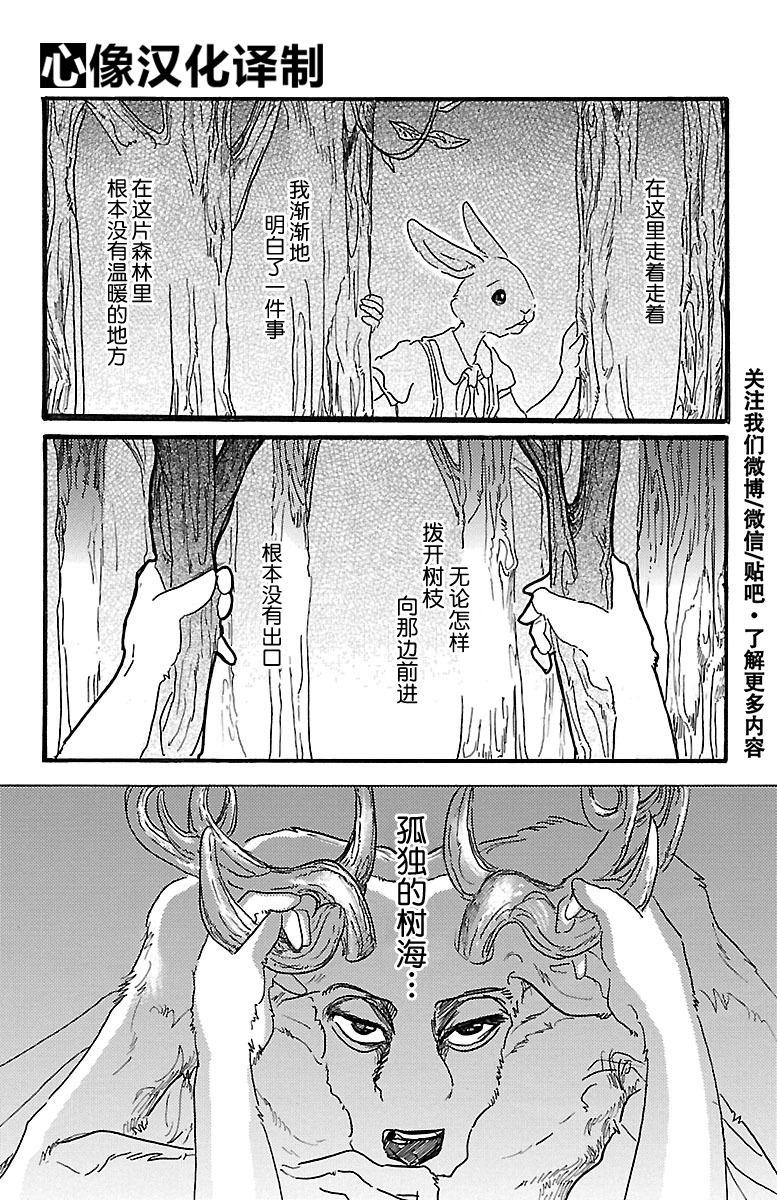 心像汉化译制
在这里走着走着
我渐渐地
明白了一件事
在这片森林里
根本没有温暖的地方
无论怎样
拨开树枝
向那边前进
根本没有出口
孤独的树海…
关注我们微博/微信/贴吧·了解更多内容